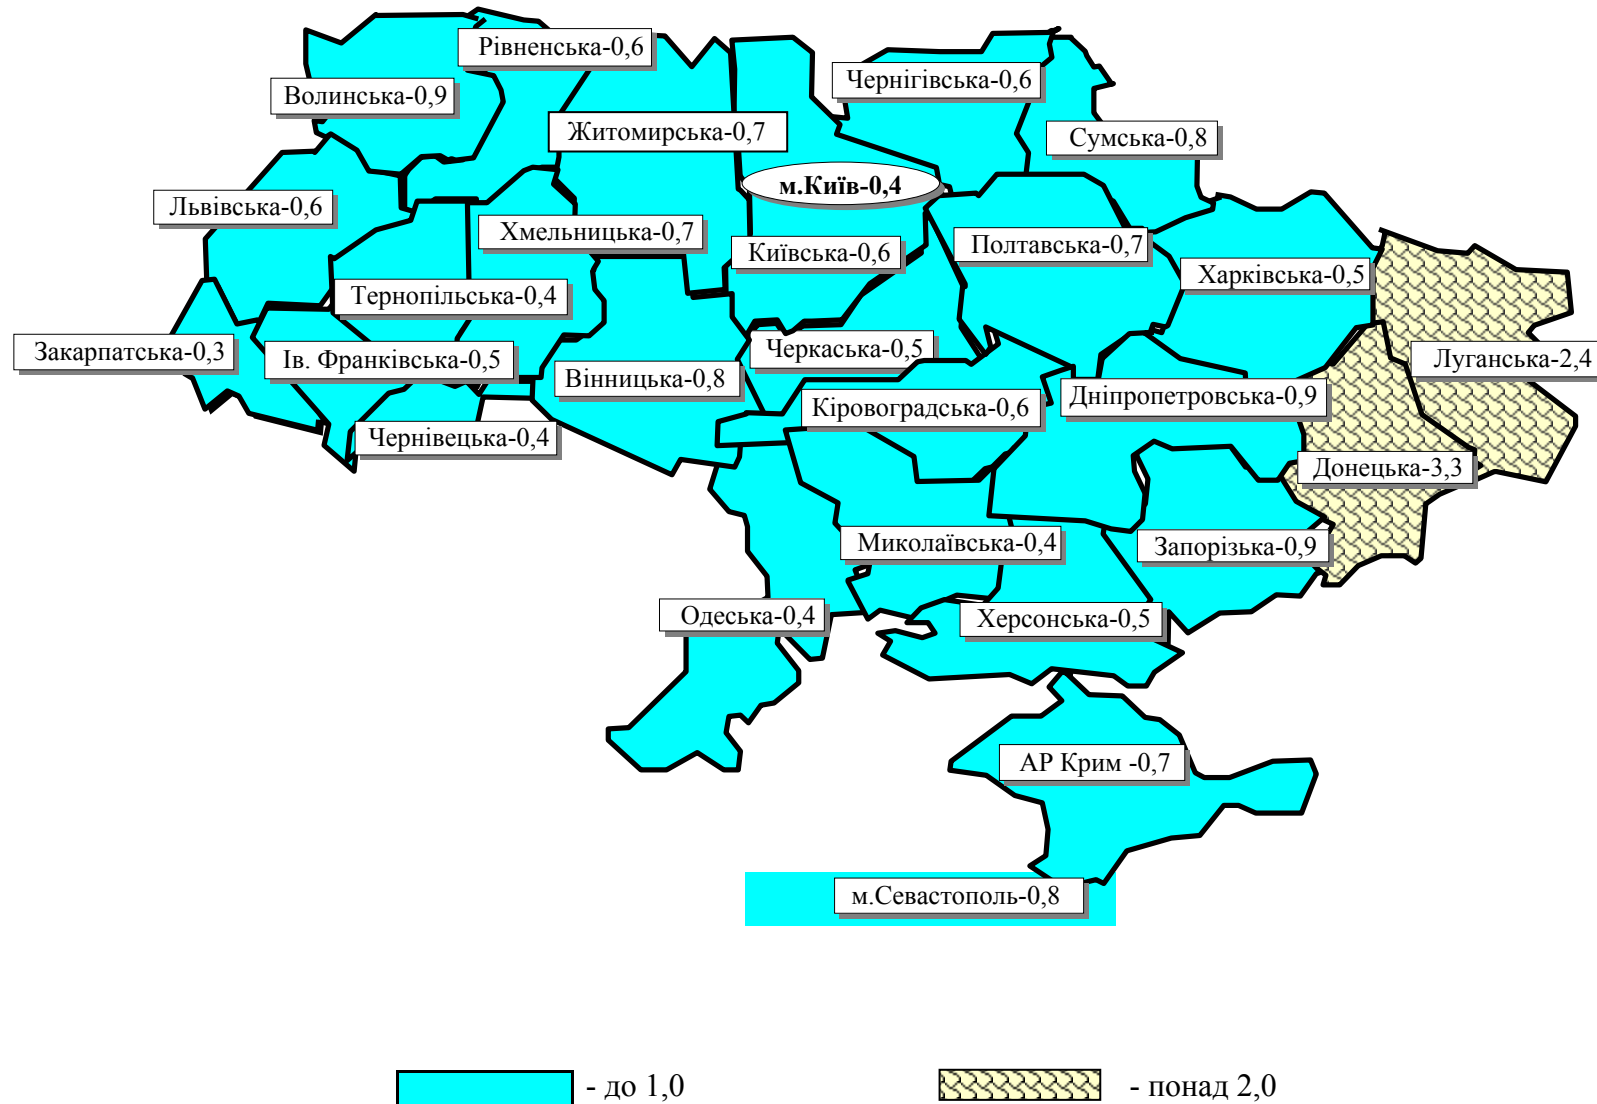 Рівненська-0,6
Чернігівська-0,6
Волинська-0,9
Житомирська-0,7
Сумська-0,8
м.Київ-0,4
Львівська-0,6
Хмельницька-0,7
Київська-0,6
Полтавська-0,7
Харківська-0,5
Тернопільська-0,4
Закарпатська-0,3
Ів. Франківська-0,5
Черкаська-0,5
Луганська-2,4
Вінницька-0,8
Кіровоградська-0,6
Дніпропетровська-0,9
Чернівецька-0,4
Донецька-3,3
Миколаївська-0,4
Запорізька-0,9
Одеська-0,4
Херсонська-0,5
АР Крим -0,7
м.Севастополь-0,8
- до 1,0
- понад 2,0